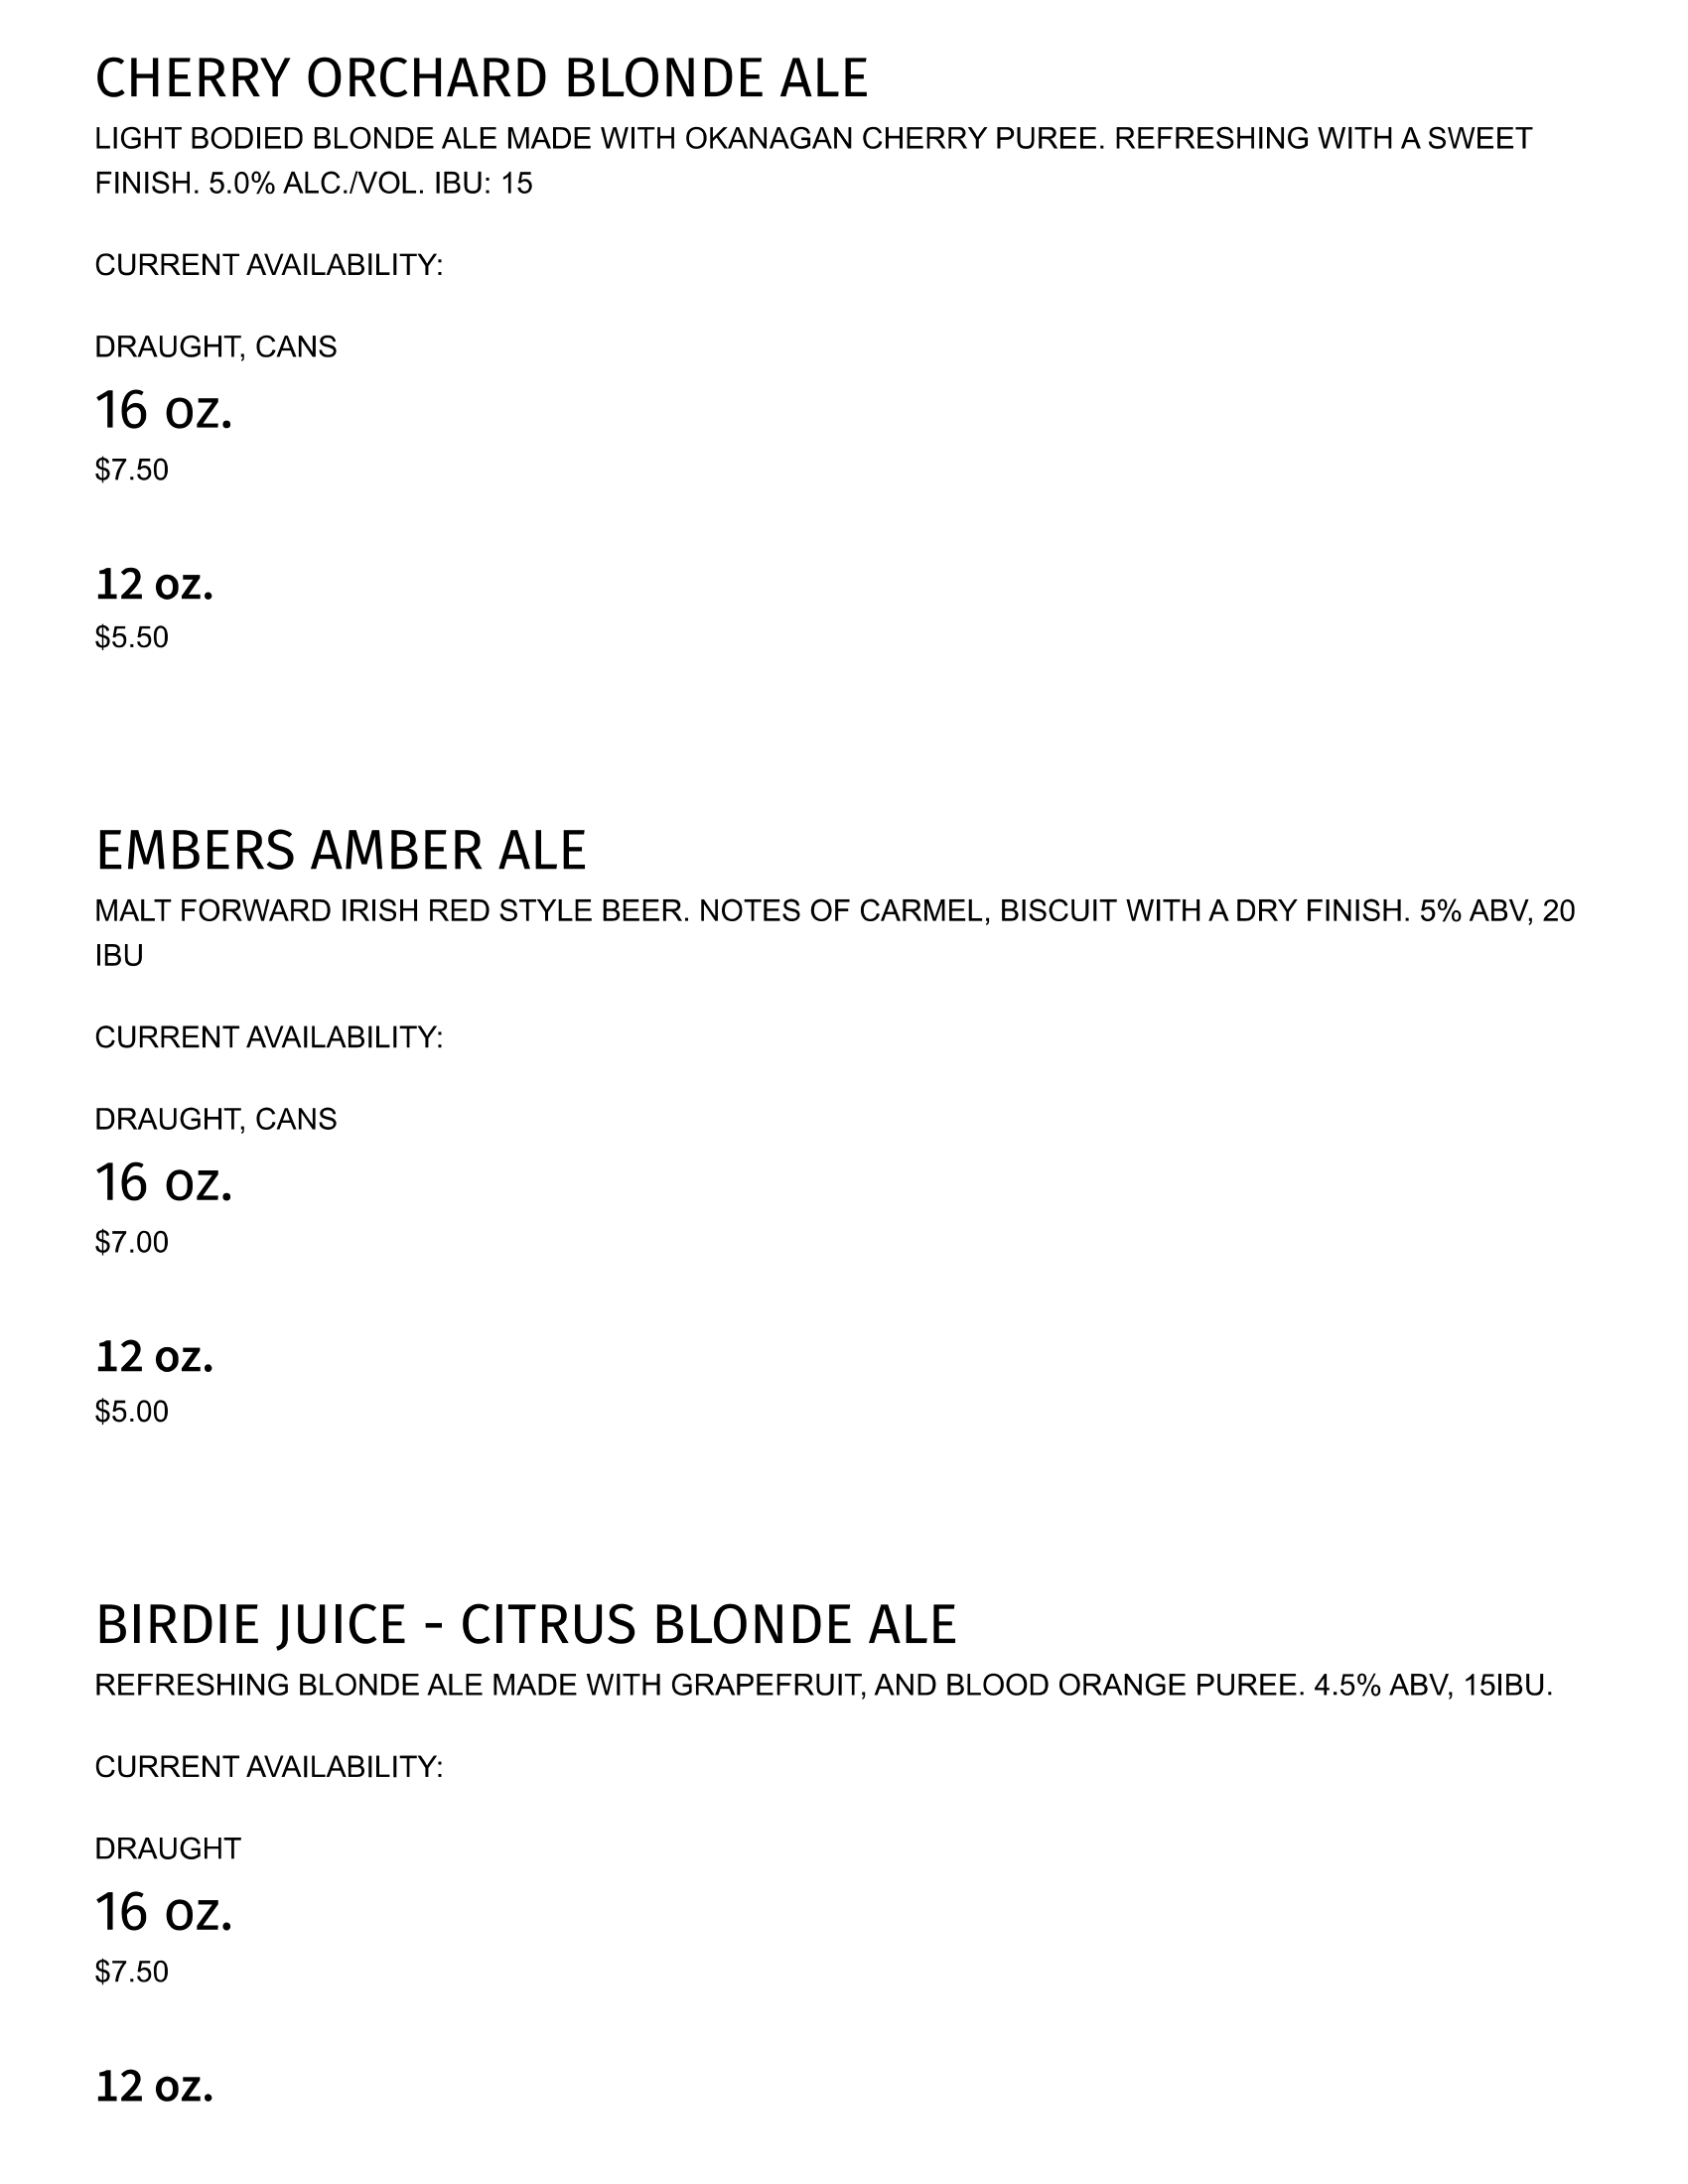 CHERRY ORCHARD BLONDE ALE
LIGHT BODIED BLONDE ALE MADE WITH OKANAGAN CHERRY PUREE. REFRESHING WITH A SWEET
FINISH. 5.0% ALC./VOL. IBU: 15
CURRENT AVAILABILITY:
DRAUGHT, CANS
16 oz.
$7.50
12 oz.
$5.50
EMBERS AMBER ALE
MALT FORWARD IRISH RED STYLE BEER. NOTES OF CARMEL, BISCUIT WITH A DRY FINISH. 5% ABV, 20
IBU
CURRENT AVAILABILITY:
DRAUGHT, CANS
16 oz.
$7.00
12 oz.
$5.00
BIRDIE JUICE - CITRUS BLONDE ALE
REFRESHING BLONDE ALE MADE WITH GRAPEFRUIT, AND BLOOD ORANGE PUREE. 4.5% ABV, 15IBU.
CURRENT AVAILABILITY:
DRAUGHT
16 oz.
$7.50
12 oz.